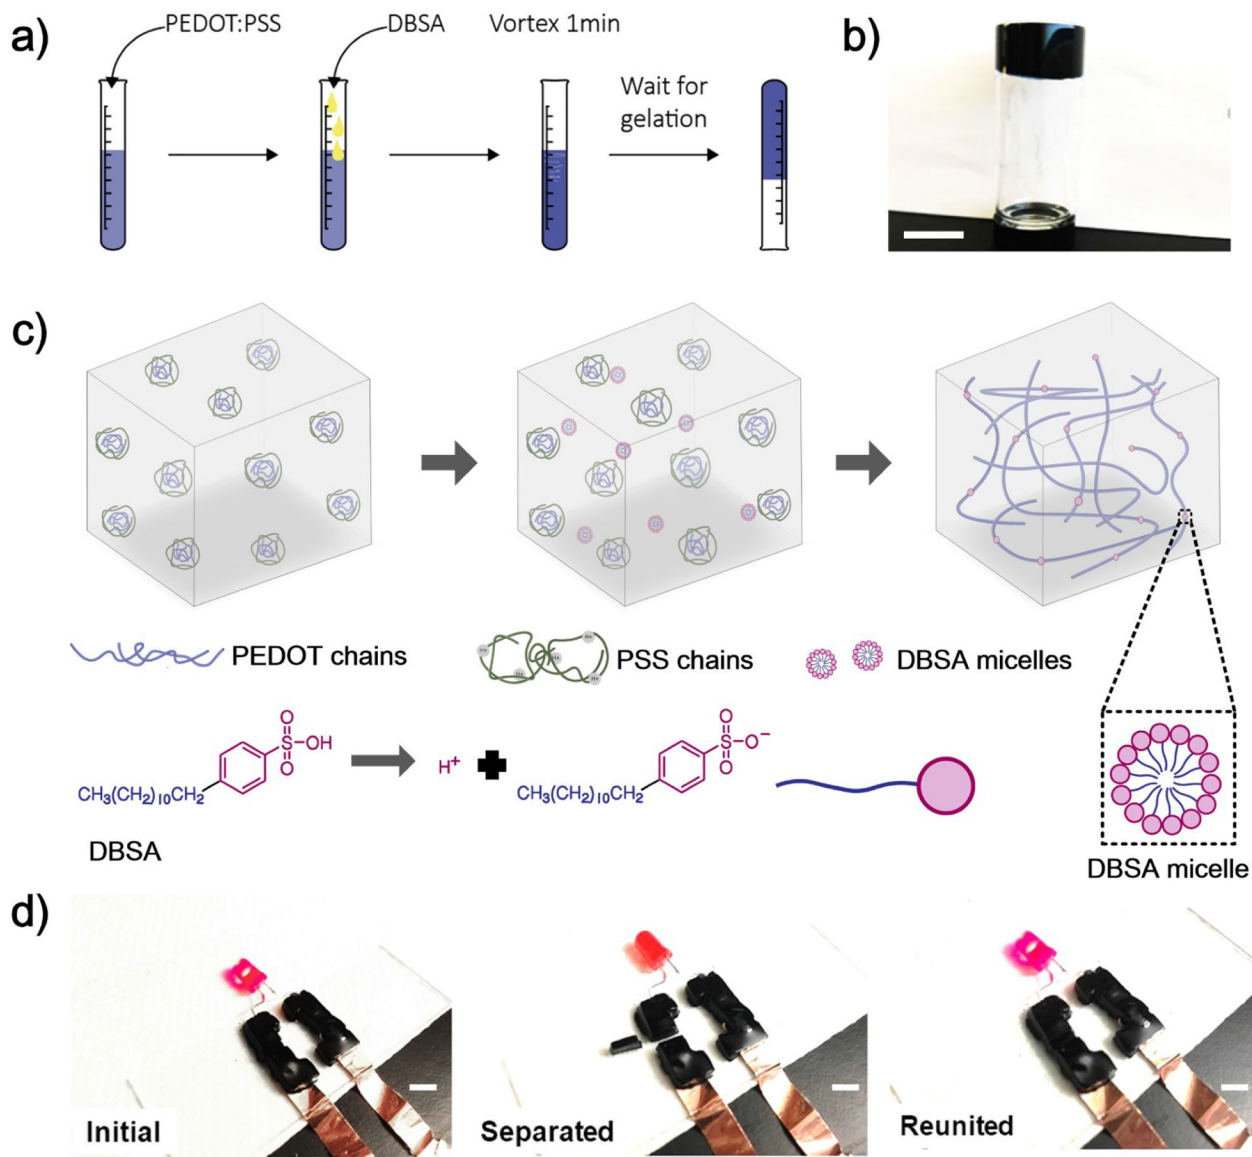 a)
PEDOT:PSS
DBSA
Vortex 1min
Wait for
gelation
b)
c)
PEDOT chains
H+
H+
H+
H+
H+
PSS chains
DBSA micelles
O
S
OH
O
CH₃(CH₂)₁₀CH₂
H⁺
O
S
O⁻
O
CH₃(CH₂)₁₀CH₂
DBSA
DBSA micelle
d)
Initial
Separated
Reunited